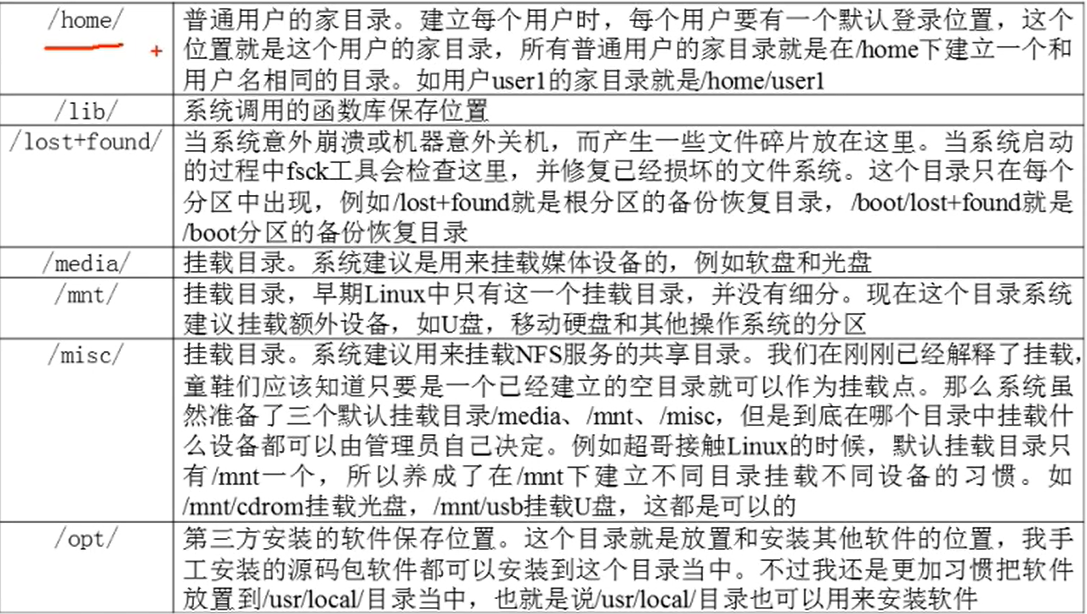 /home/
普通用户的家目录。建立每个用户时，每个用户要有一个默认登录位置，这个
位置就是这个用户的家目录，所有普通用户的家目录就是在/home下建立一个和
用户名相同的目录。如用户user1的家目录就是/home/user1
/lib/
系统调用的函数库保存位置
/lost+found/
当系统意外崩溃或机器意外关机，而产生一些文件碎片放在这里。当系统启动
的过程中fsck工具会检查这里，并修复已经损坏的文件系统。这个目录只在每个
分区中出现，例如/lost+found就是根分区的备份恢复目录，/boot/lost+found就是
/boot分区的备份恢复目录
/media/
挂载目录。系统建议是用来挂载媒体设备的，例如软盘和光盘
/mnt/
挂载目录，早期Linux中只有这一个挂载目录，并没有细分。现在这个目录系统
建议挂载额外设备，如U盘，移动硬盘和其他操作系统的分区
/misc/
挂载目录。系统建议用来挂载NFS服务的共享目录。我们在刚刚已经解释了挂载，
童鞋们应该知道只要是一个已经建立的空目录就可以作为挂载点。那么系统虽
然准备了三个默认挂载目录/media、/mnt、/misc，但是到底在哪个目录中挂载什
么设备都可以由管理员自己决定。例如超哥接触Linux的时候，默认挂载目录只
有/mnt一个，所以养成了在/mnt下建立不同目录挂载不同设备的习惯。如
/mnt/cdrom挂载光盘，/mnt/usb挂载U盘，这都是可以的
/opt/
第三方安装的软件保存位置。这个目录就是放置和安装其他软件的位置，我手
工安装的源码包软件都可以安装到这个目录当中。不过我还是更加习惯把软件
放置到/usr/local/目录当中，也就是说/usr/local/目录也可以用来安装软件